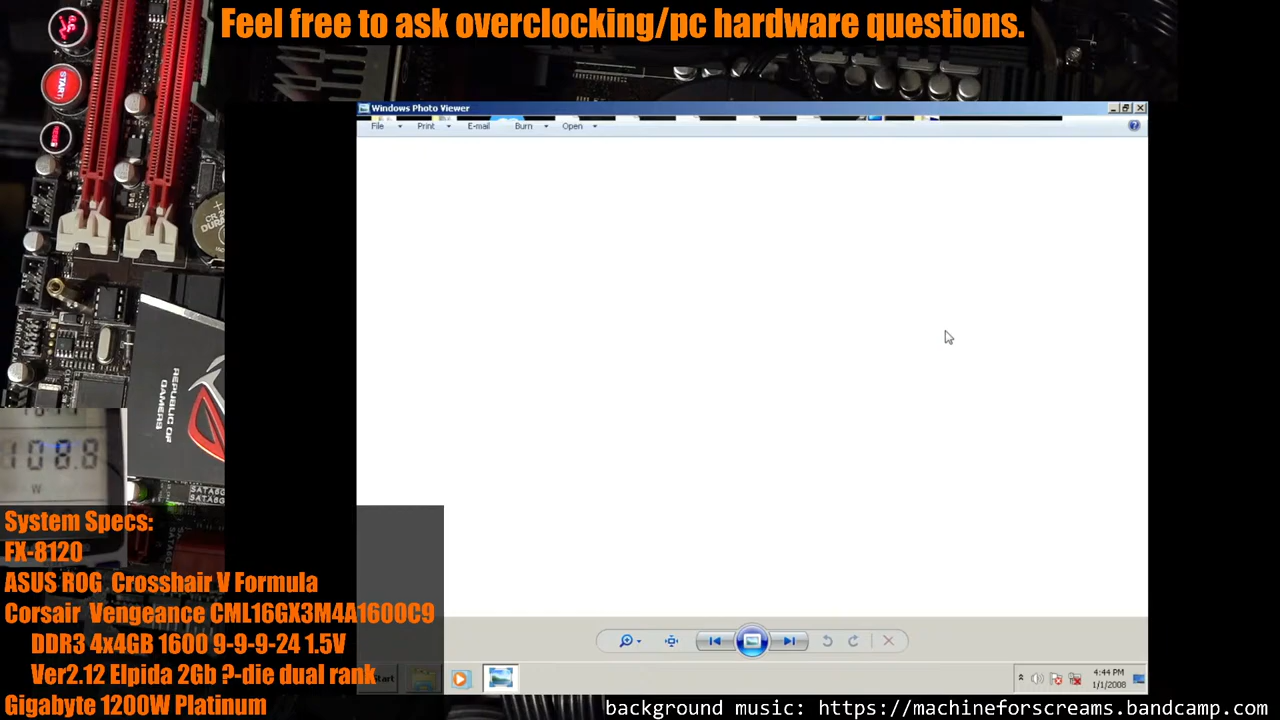 Feel free to ask overclocking/pc hardware questions.
START
Windows Photo Viewer
File
Print
E-mail
Burn
Open
REPUBLIC OF
GAMERS
108.8
W
SATA6G
SATA6G
System Specs:
FX-8120
ASUS ROG Crosshair V Formula
Corsair Vengeance CML16GX3M4A1600C9
DDR3 4x4GB 1600 9-9-9-24 1.5V
Ver2.12 Elpida 2Gb ?-die dual rank
Gigabyte 1200W Platinum
4:44 PM
1/1/2008
background music: https://machineforscreams.bandcamp.com